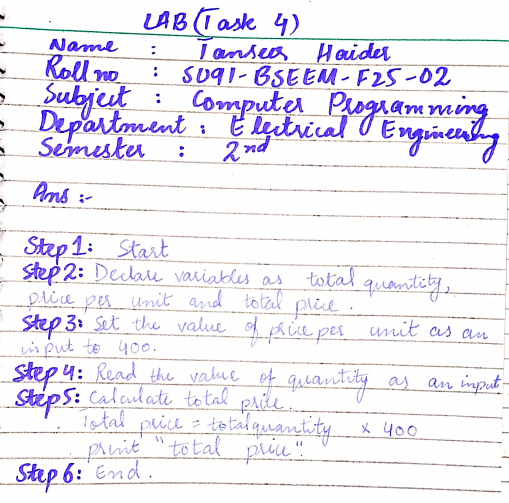 LAB (Task 4)
Name : Tanseer Haider
Roll no : SU91-BSEEM-F25-02
Subject : Computer Programming
Department : Electrical Engineering
Semester : 2nd
Ans :-
Step 1: Start
Step 2: Declare variables as total quantity,
price per unit and total price.
Step 3: Set the value of price per unit as an
input to 400.
Step 4: Read the value of quantity as an input.
Step 5: Calculate total price.
Total price = total quantity × 400
print "total price".
Step 6: End.